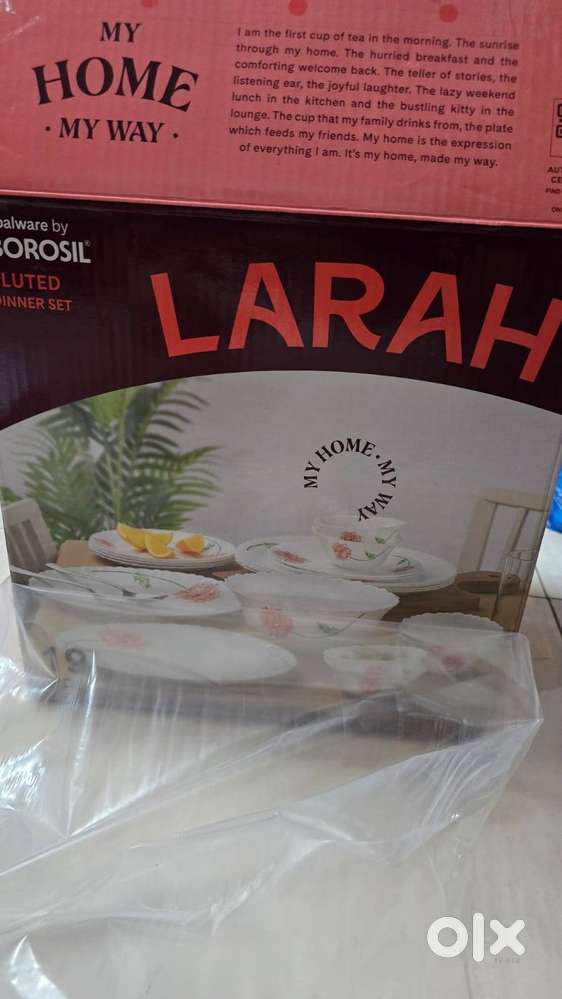 MY
HOME
· MY WAY ·
I am the first cup of tea in the morning. The sunrise
through my home. The hurried breakfast and the
comforting welcome back. The teller of stories, the
listening ear, the joyful laughter. The lazy weekend
lunch in the kitchen and the bustling kitty in the
lounge. The cup that my family drinks from, the plate
which feeds my friends. My home is the expression
of everything I am. It's my home, made my way.
AUT
CE
ON
palware by
BOROSIL®
LUTED
DINNER SET
LARAH
MY HOME · MY WAY
19
olx